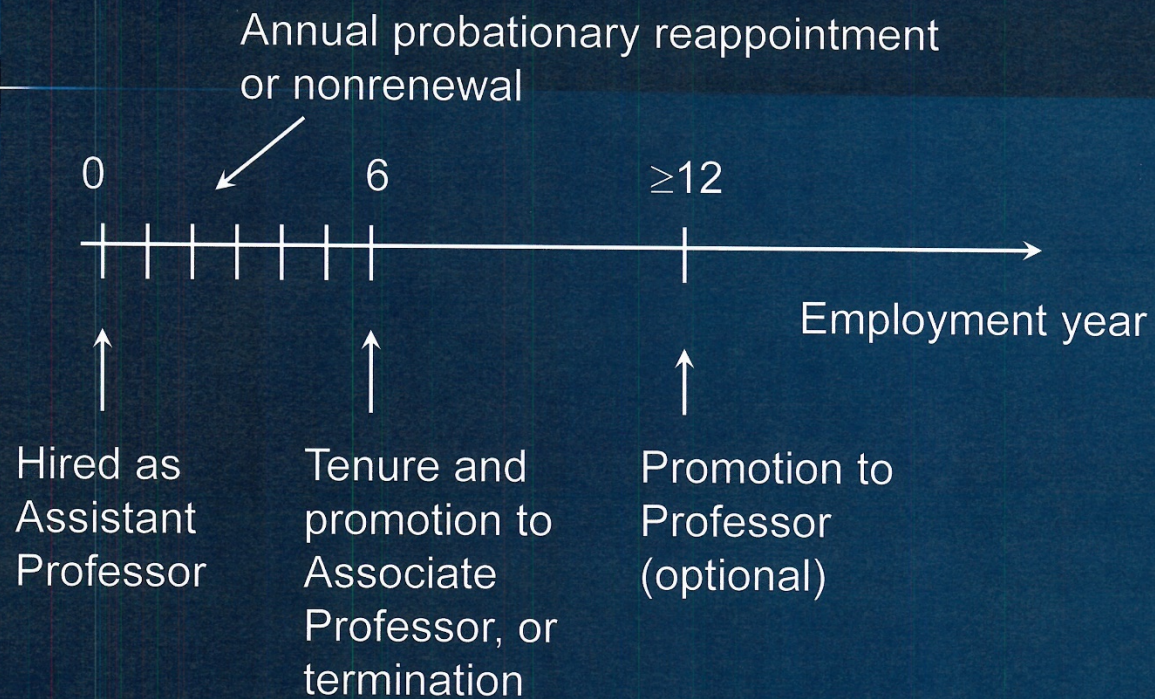 Annual probationary reappointment
or nonrenewal
0
6
≥12
Employment year
Hired as
Assistant
Professor
Tenure and
promotion to
Associate
Professor, or
termination
Promotion to
Professor
(optional)